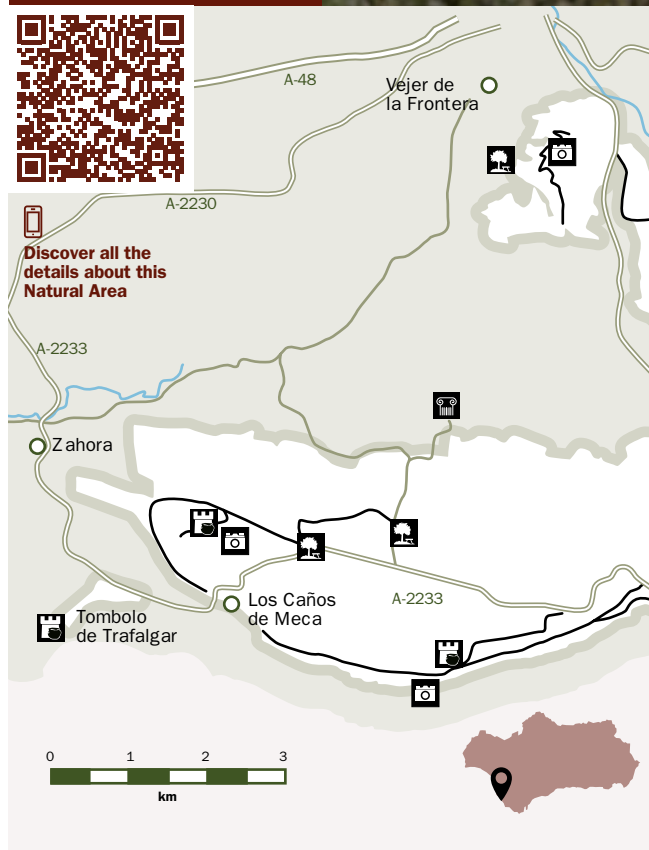 A-48
Vejer de
la Frontera
A-2230
Discover all the
details about this
Natural Area
A-2233
Zahora
Los Caños
de Meca
A-2233
Tombolo
de Trafalgar
0 1 2 3
km